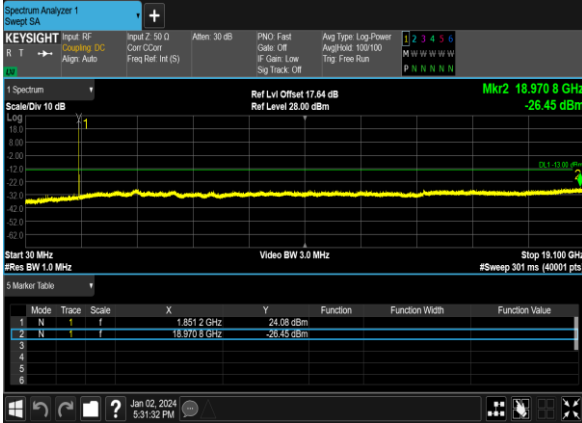 Spectrum Analyzer 1
Swept SA
+
KEYSIGHT Input: RF Input Z: 50 Ω Atten: 30 dB PNO: Fast Avg Type: Log-Power 1 2 3 4 5 6
R T Coupling: DC Corr CCorr Gate: Off Avg|Hold: 100/100 M W W W W W
Align: Auto Freq Ref: Int (S) IF Gain: Low Trig: Free Run
Sig Track: Off P N N N N N
1 Spectrum
Ref Lvl Offset 17.64 dB Mkr2 18.970 8 GHz
Scale/Div 10 dB Ref Level 28.00 dBm -26.45 dBm
Log
1
18.0
8.00
-2.00
-12.0 DL1 -13.00 dBm
2
-22.0
-32.0
-42.0
-52.0
-62.0
Start 30 MHz Video BW 3.0 MHz Stop 19.100 GHz
#Res BW 1.0 MHz #Sweep 301 ms (40001 pts
5 Marker Table
Mode Trace Scale X Y Function Function Width Function Value
1 N 1 f 1.851 2 GHz 24.08 dBm
2 N 1 f 18.970 8 GHz -26.45 dBm
3
4
5
6
? Jan 02, 2024
5:31:32 PM